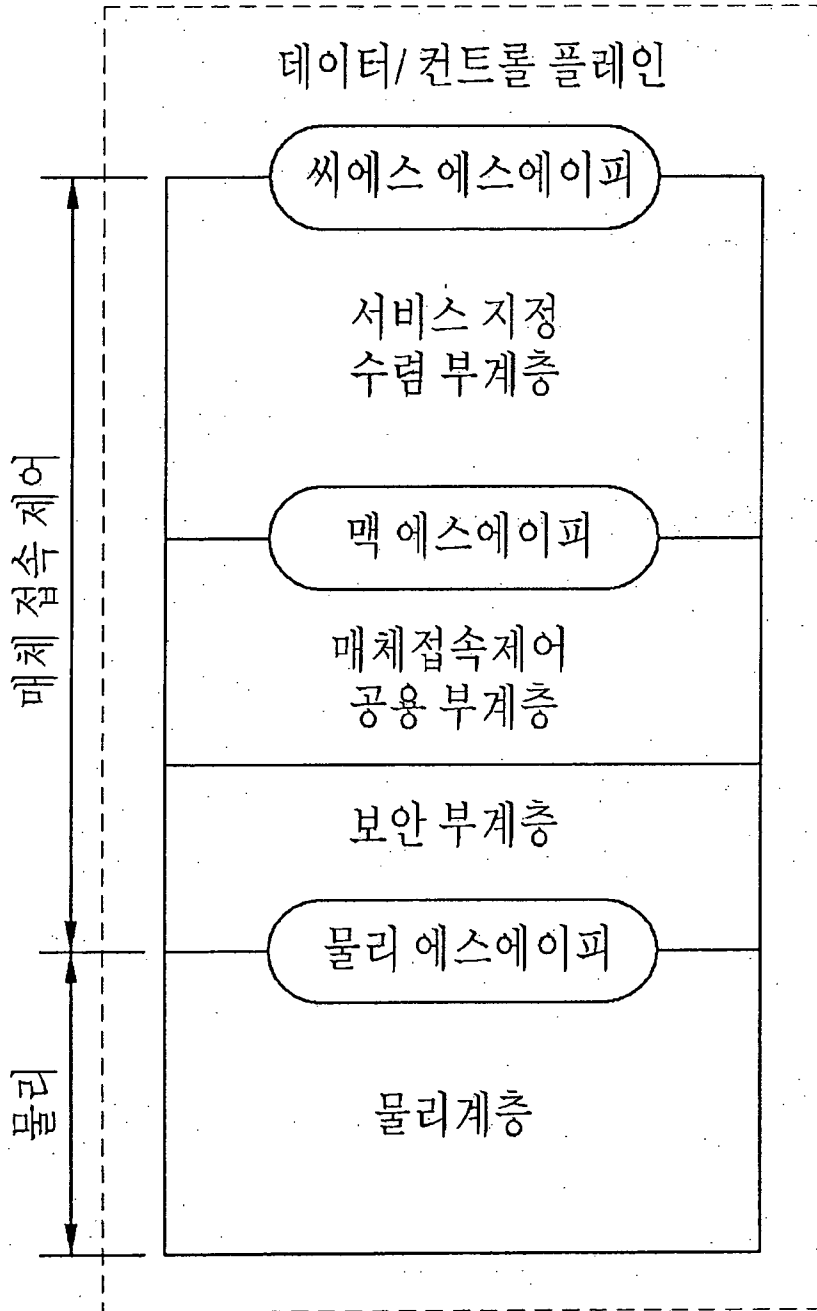 데이터/ 컨트롤 플레인
씨에스 에스에이피
서비스 지정
수렴 부계층
맥 에스에이피
매체접속제어
공용 부계층
보안 부계층
물리 에스에이피
물리계층
매체 접속 제어
물리